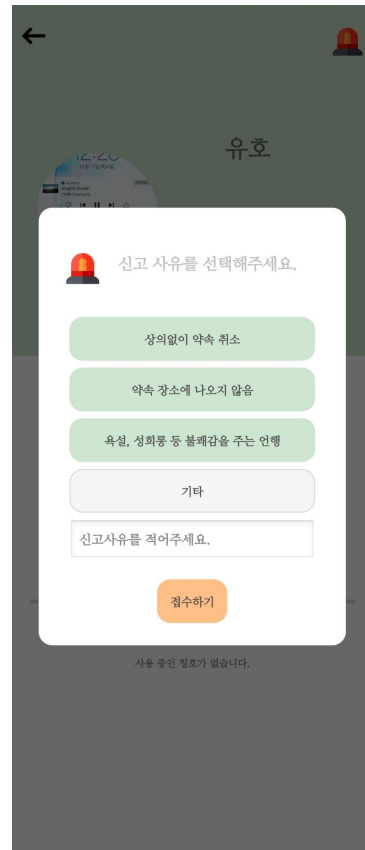 유호
12:20
신고 사유를 선택해주세요.
상의없이 약속 취소
약속 장소에 나오지 않음
욕설, 성희롱 등 불쾌감을 주는 언행
기타
신고사유를 적어주세요.
접수하기
사용 중인 칭호가 없습니다.